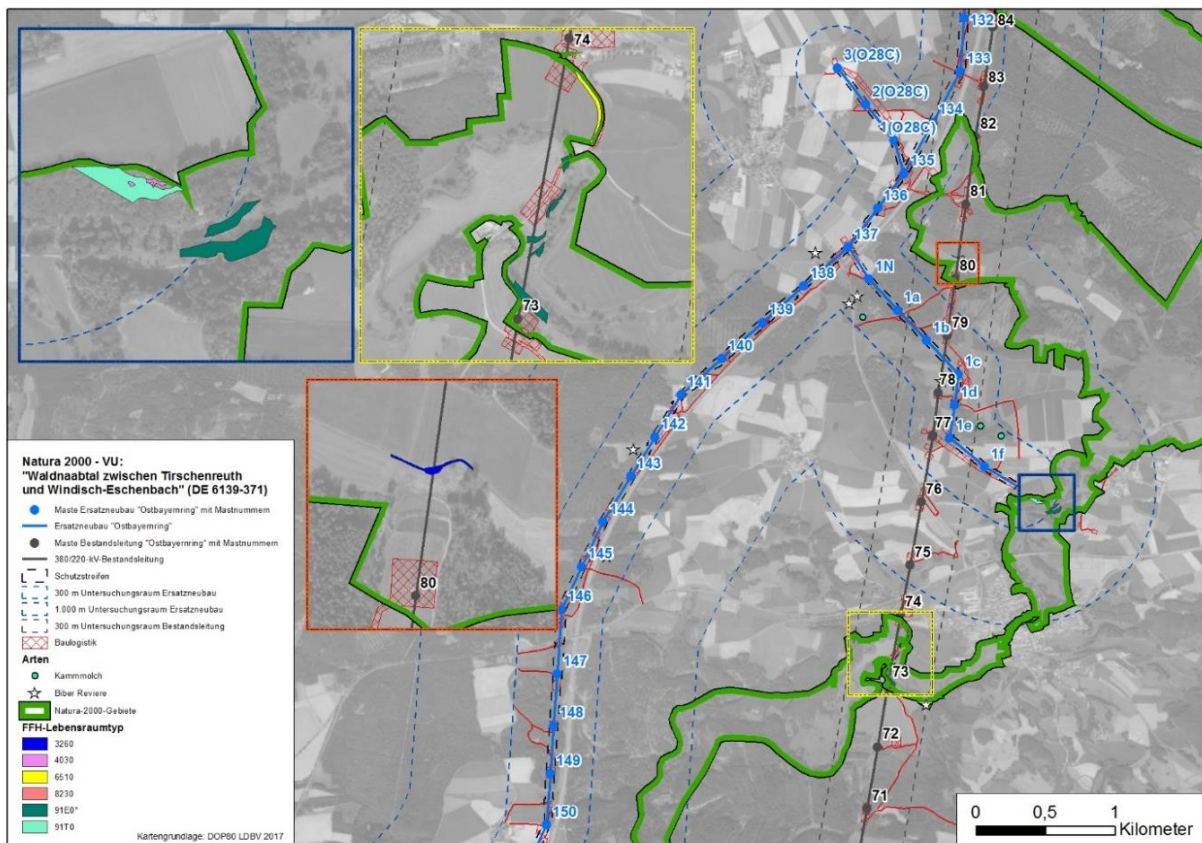 74
73
80
Natura 2000 - VU:
"Waldnaabtal zwischen Tirschenreuth
und Windisch-Eschenbach" (DE 6139-371)
Maste Ersatzneubau "Ostbayernring" mit Mastnummern
Ersatzneubau "Ostbayernring"
Maste Bestandsleitung "Ostbayernring" mit Mastnummern
380/220-kV-Bestandsleitung
Schutzstreifen
300 m Untersuchungsraum Ersatzneubau
1.000 m Untersuchungsraum Ersatzneubau
300 m Untersuchungsraum Bestandsleitung
Baulogistik
Arten
Kammmolch
Biber Reviere
Natura-2000-Gebiete
FFH-Lebensraumtyp
3260
4030
6510
8230
91E0*
91T0
Kartengrundlage: DOP80 LDBV 2017
132
84
133
83
3(O28C)
2(O28C)
134
1(O28C)
82
135
136
81
137
1N
80
138
1a
139
1b
79
140
1c
141
78
1d
142
77
1e
143
1f
76
144
145
75
146
74
147
73
148
72
149
71
150
0
0,5
1
Kilometer